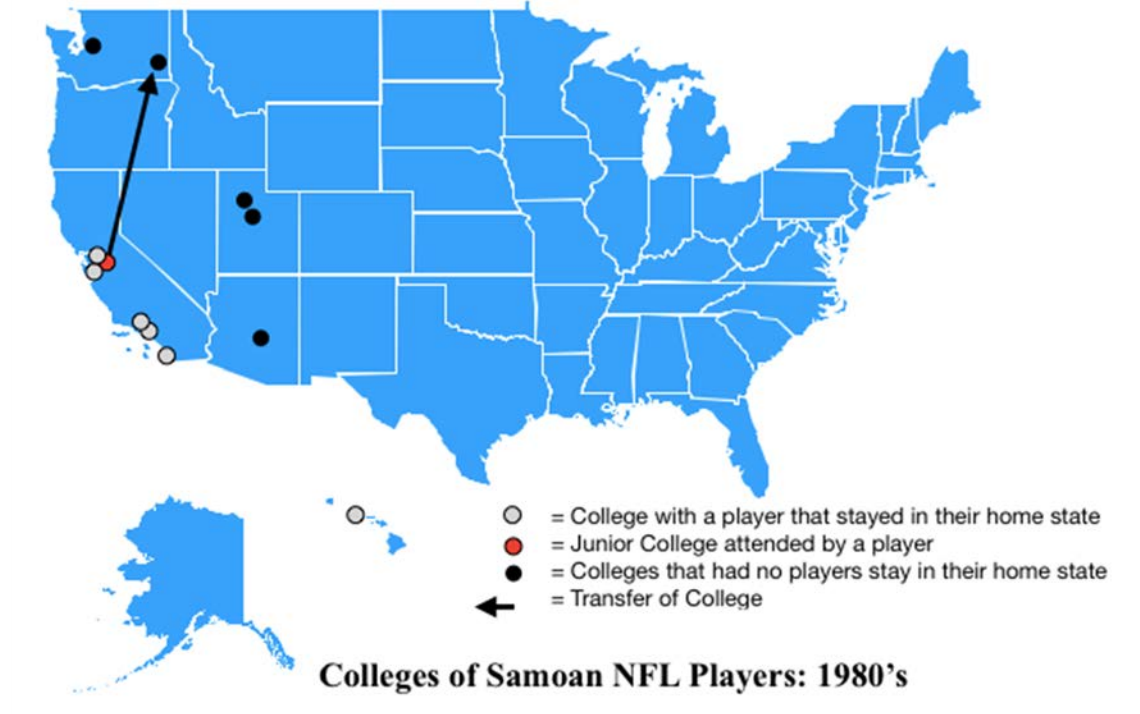 = College with a player that stayed in their home state
= Junior College attended by a player
= Colleges that had no players stay in their home state
= Transfer of College
Colleges of Samoan NFL Players: 1980’s